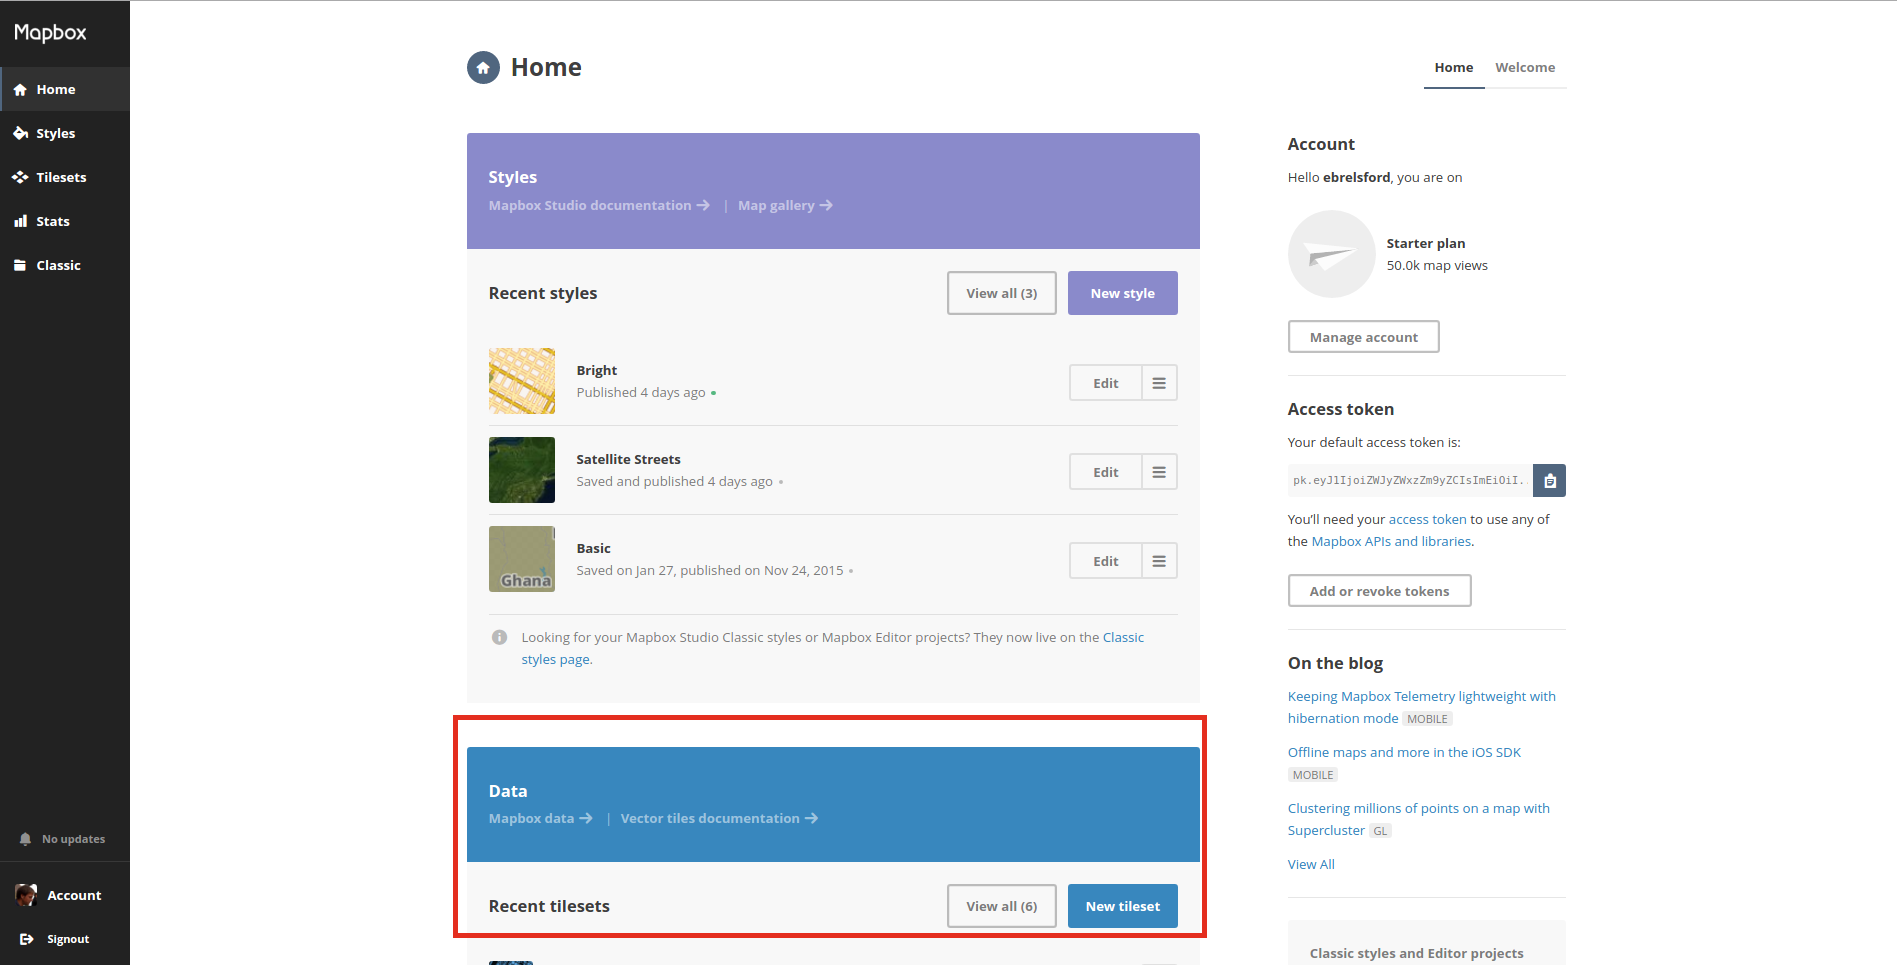 Mapbox
Home
Styles
Tilesets
Stats
Classic
No updates
Account
Signout
Home
Home
Welcome
Styles
Mapbox Studio documentation → | Map gallery →
Recent styles
View all (3)
New style
Bright
Published 4 days ago
Edit
Satellite Streets
Saved and published 4 days ago
Edit
Ghana
Basic
Saved on Jan 27, published on Nov 24, 2015
Edit
Looking for your Mapbox Studio Classic styles or Mapbox Editor projects? They now live on the Classic
styles page.
Data
Mapbox data → | Vector tiles documentation →
Recent tilesets
View all (6)
New tileset
Account
Hello ebrelsford, you are on
Starter plan
50.0k map views
Manage account
Access token
Your default access token is:
pk.eyJ1IjoiZWJyZWxzZm9yZCIsImEiOiI..
You'll need your access token to use any of
the Mapbox APIs and libraries.
Add or revoke tokens
On the blog
Keeping Mapbox Telemetry lightweight with
hibernation mode MOBILE
Offline maps and more in the iOS SDK
MOBILE
Clustering millions of points on a map with
Supercluster GL
View All
Classic styles and Editor projects